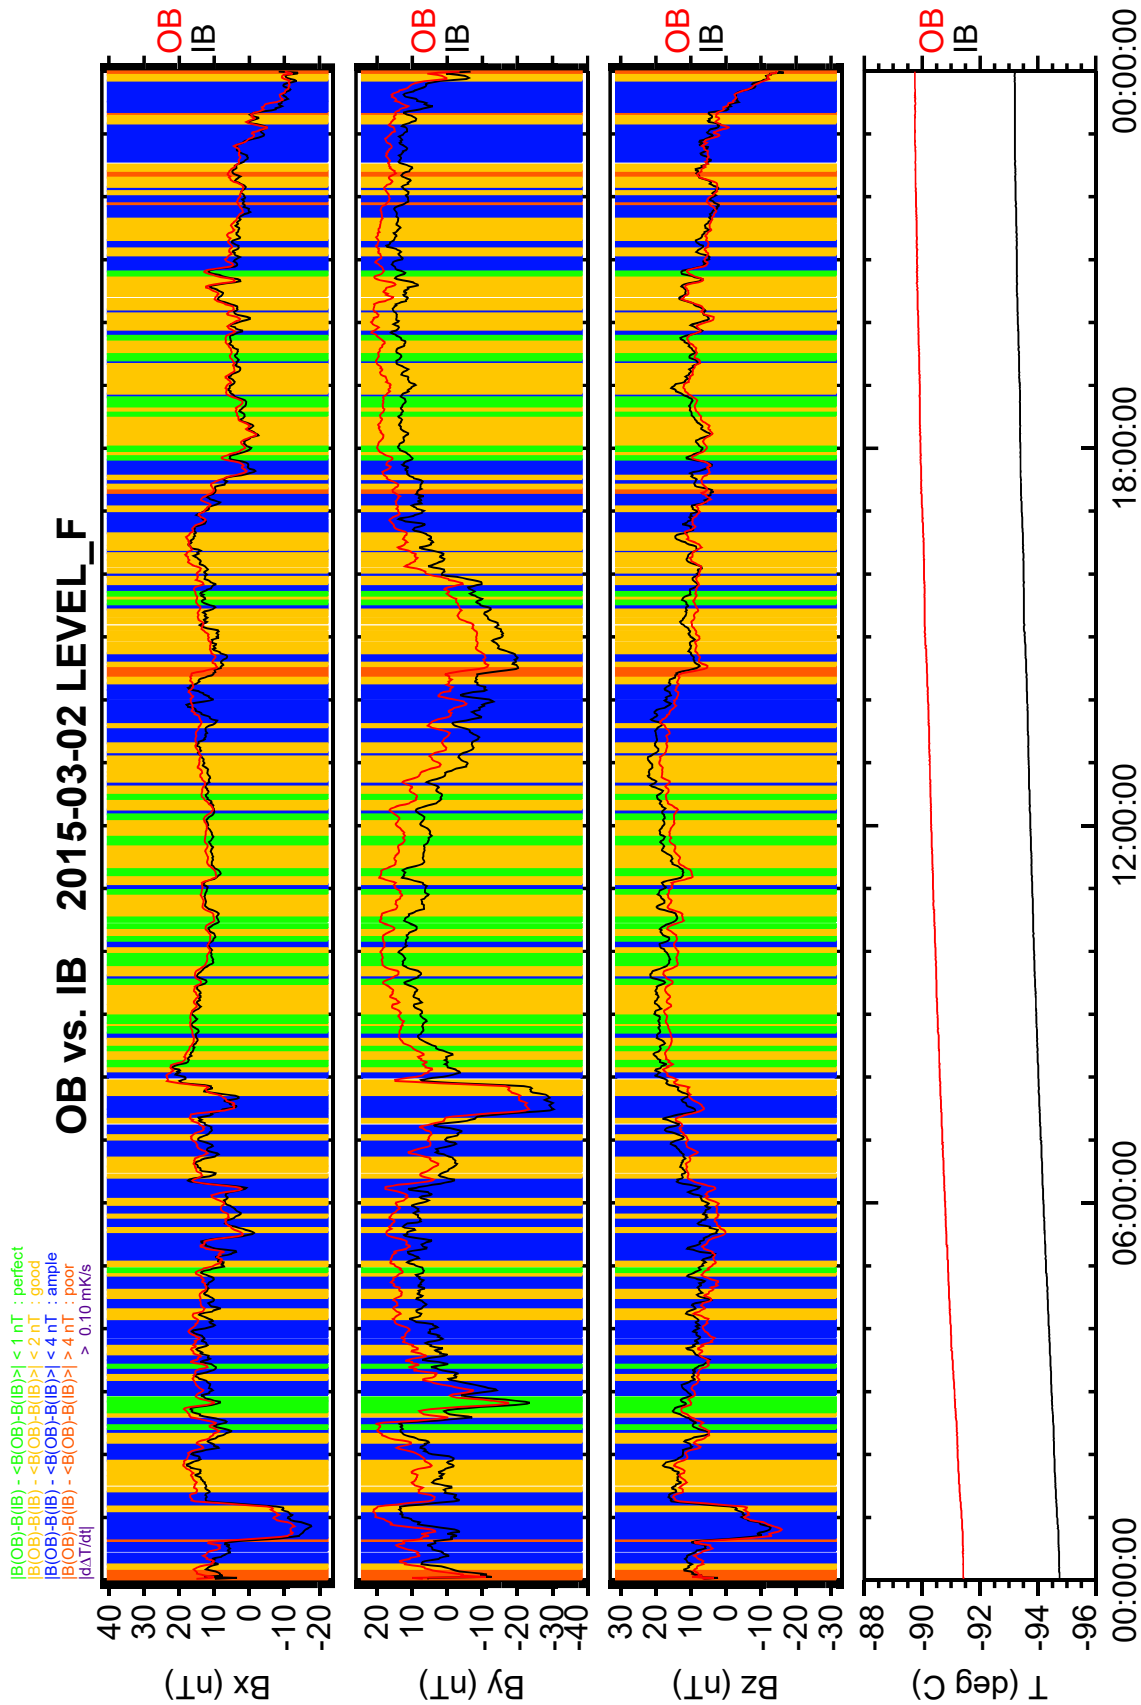 OB vs. IB    2015-03-02 LEVEL_F
|B(OB)-B(IB) - <B(OB)-B(IB)>| < 1 nT : perfect
|B(OB)-B(IB) - <B(OB)-B(IB)>| < 2 nT : good
|B(OB)-B(IB) - <B(OB)-B(IB)>| < 4 nT : ample
|B(OB)-B(IB) - <B(OB)-B(IB)>| > 4 nT : poor
|dΔT/dt| > 0.10 mK/s
Bx (nT)
40
30
20
10
0
-10
-20
OB
IB
By (nT)
20
10
0
-10
-20
-30
-40
OB
IB
Bz (nT)
30
20
10
0
-10
-20
-30
OB
IB
T (deg C)
-88
-90
-92
-94
-96
OB
IB
00:00:00
06:00:00
12:00:00
18:00:00
00:00:00